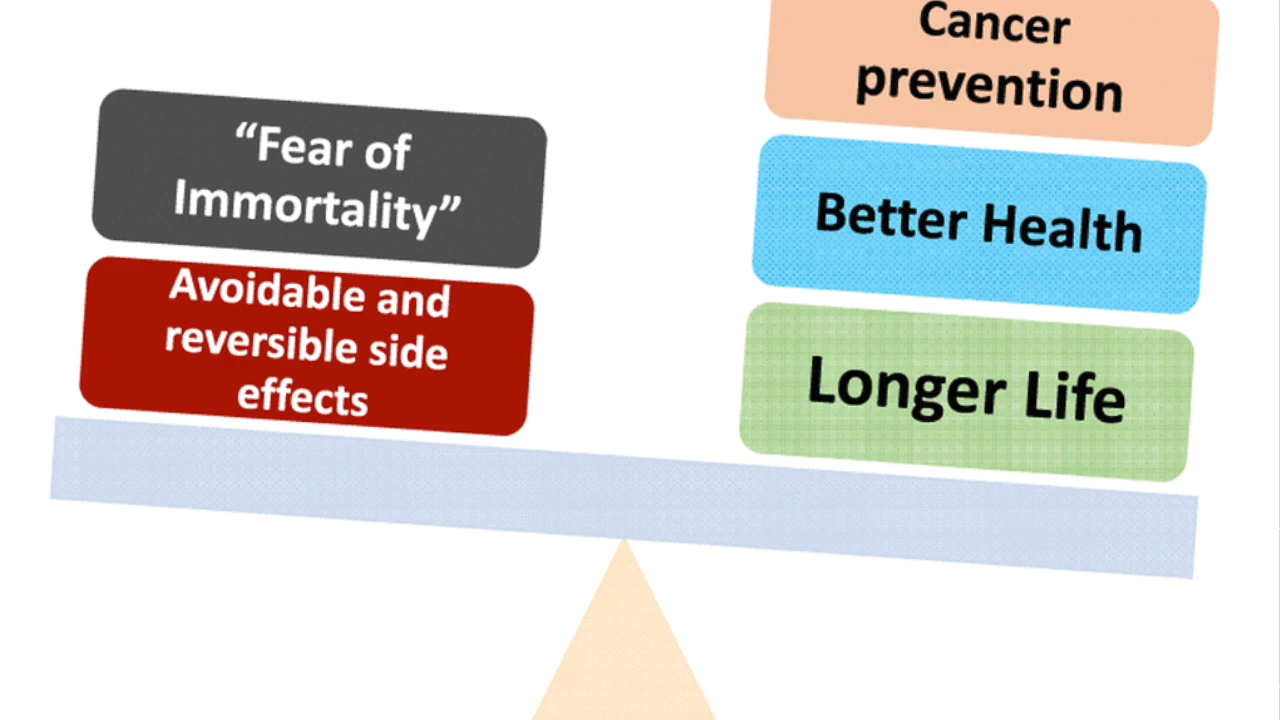 “Fear of
Immortality”
Avoidable and
reversible side
effects
Cancer
prevention
Better Health
Longer Life